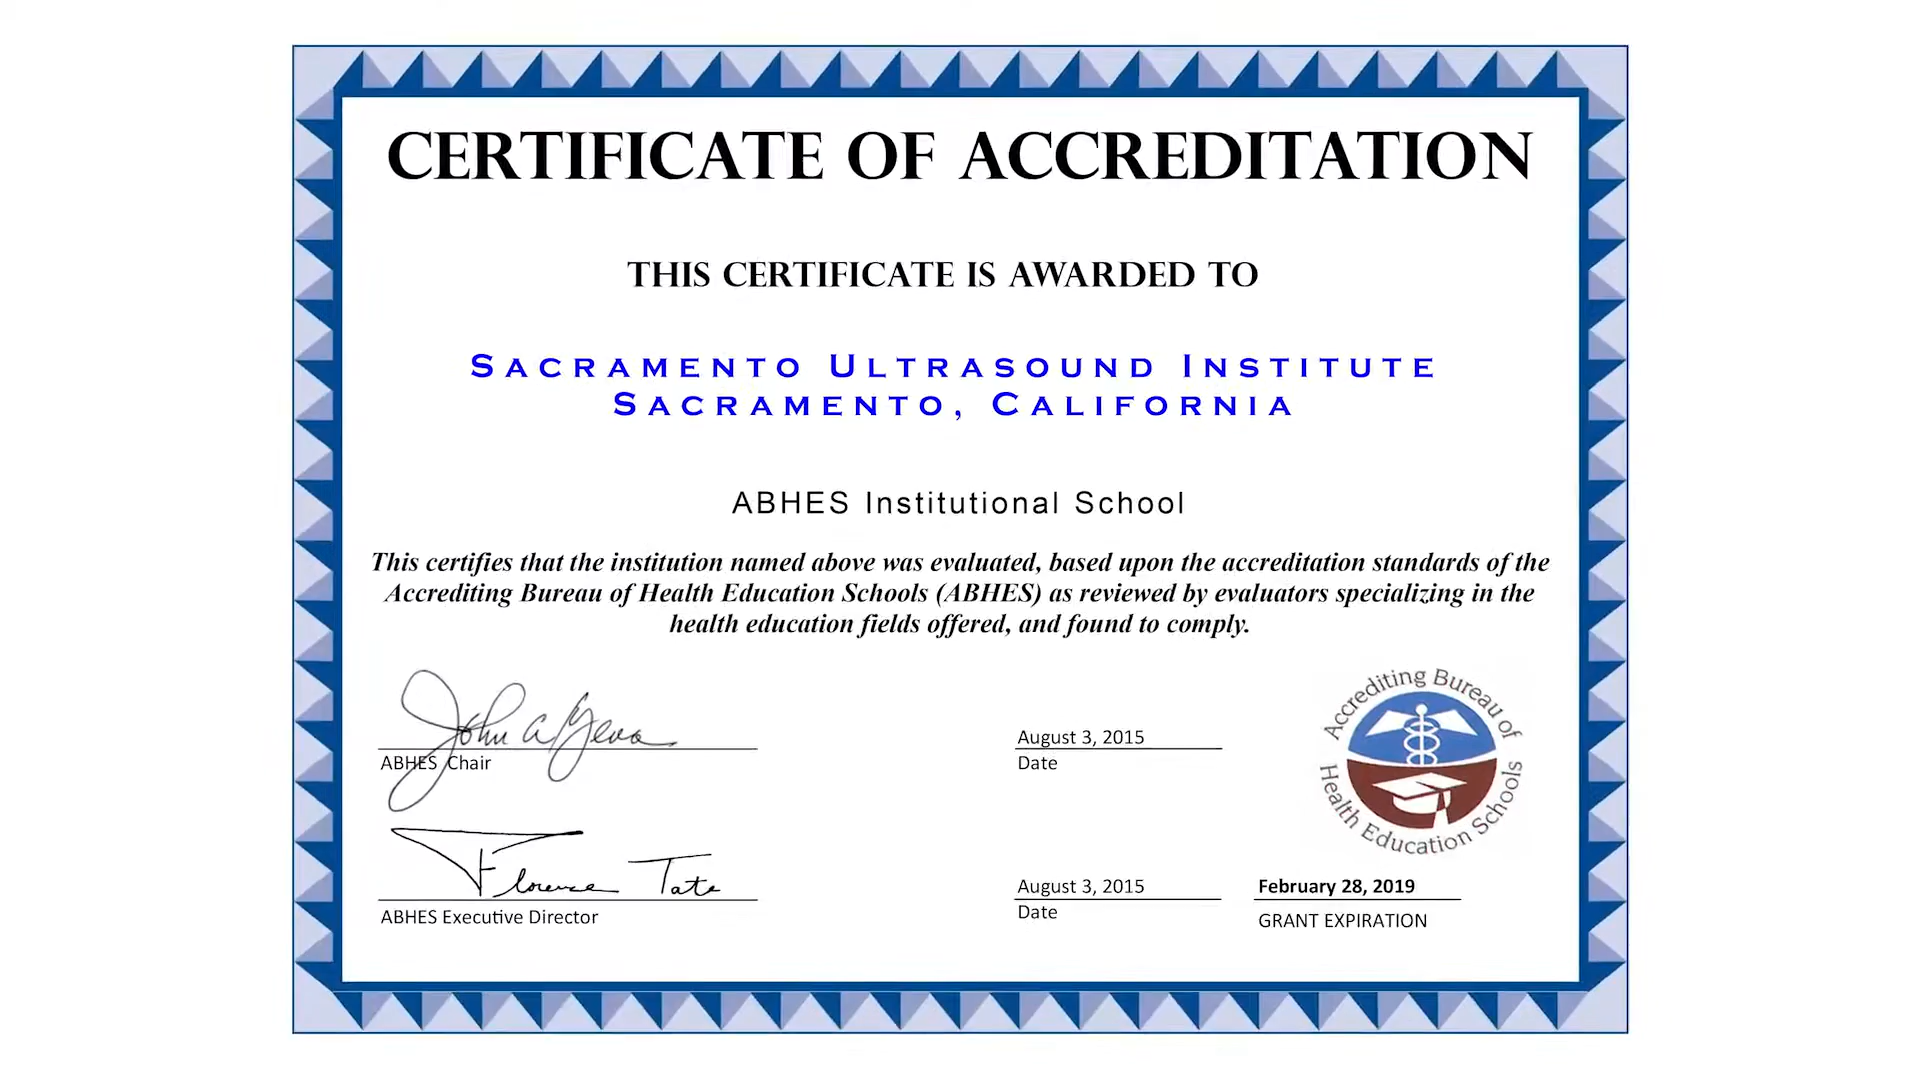 CERTIFICATE OF ACCREDITATION
THIS CERTIFICATE IS AWARDED TO
SACRAMENTO ULTRASOUND INSTITUTE
SACRAMENTO, CALIFORNIA
ABHES Institutional School
This certifies that the institution named above was evaluated, based upon the accreditation standards of the
Accrediting Bureau of Health Education Schools (ABHES) as reviewed by evaluators specializing in the
health education fields offered, and found to comply.
John A
ABHES Chair
August 3, 2015
Date
Accrediting Bureau of
Health Education Schools
Florence Tate
ABHES Executive Director
August 3, 2015
Date
February 28, 2019
GRANT EXPIRATION